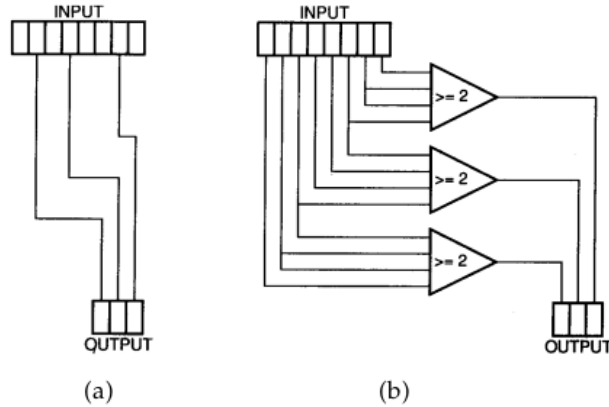 INPUT
INPUT
>= 2
>= 2
>= 2
OUTPUT
OUTPUT
(a)
(b)